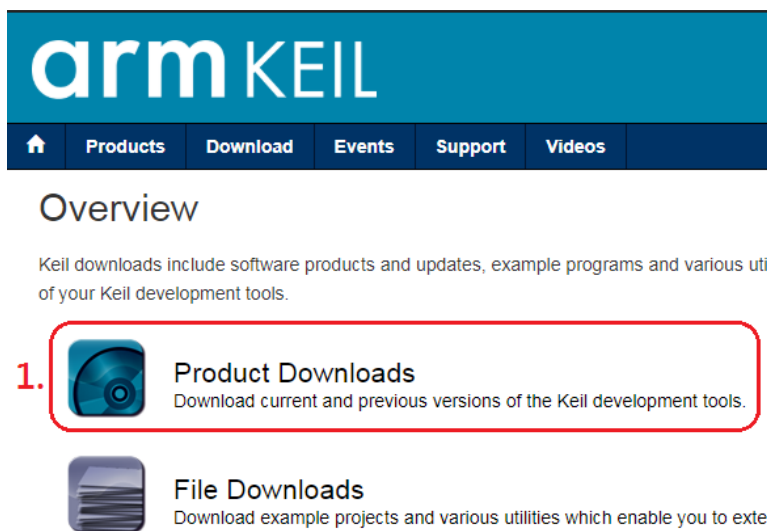 arm KEIL
Products Download Events Support Videos
Overview
Keil downloads include software products and updates, example programs and various
of your Keil development tools.
1.
Product Downloads
Download current and previous versions of the Keil development tools.
File Downloads
Download example projects and various utilities which enable you to